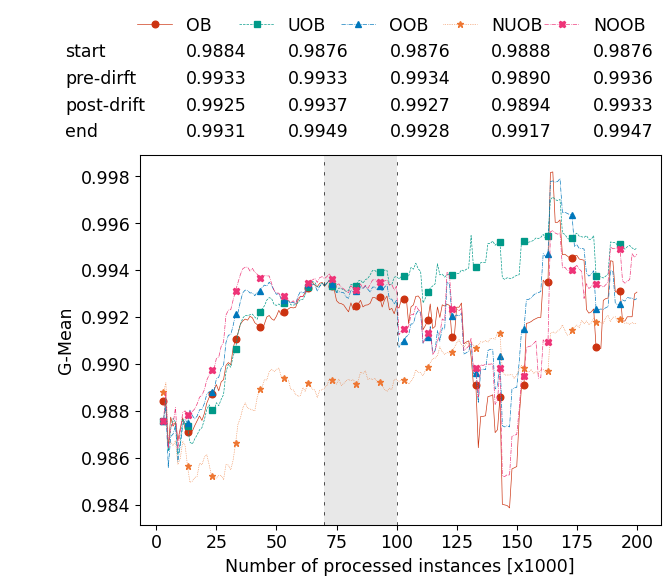 OB UOB OOB NUOB NOOB
start 0.9884 0.9876 0.9876 0.9888 0.9876
pre-dirft 0.9933 0.9933 0.9934 0.9890 0.9936
post-drift 0.9925 0.9937 0.9927 0.9894 0.9933
end 0.9931 0.9949 0.9928 0.9917 0.9947
0.998
0.996
0.994
0.992
0.990
0.988
0.986
0.984
G-Mean
0 25 50 75 100 125 150 175 200
Number of processed instances [x1000]